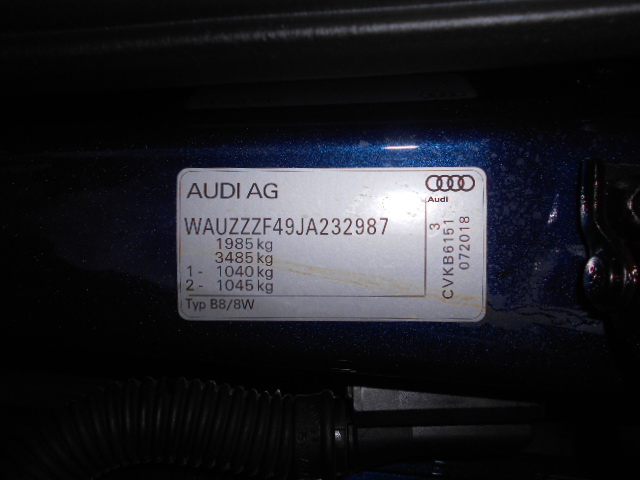 AUDI AG
Audi
WAUZZZF49JA232987
1985 kg
3485 kg
1 - 1040 kg
2 - 1045 kg
Typ B8/8W
3
CVKB6151
072018